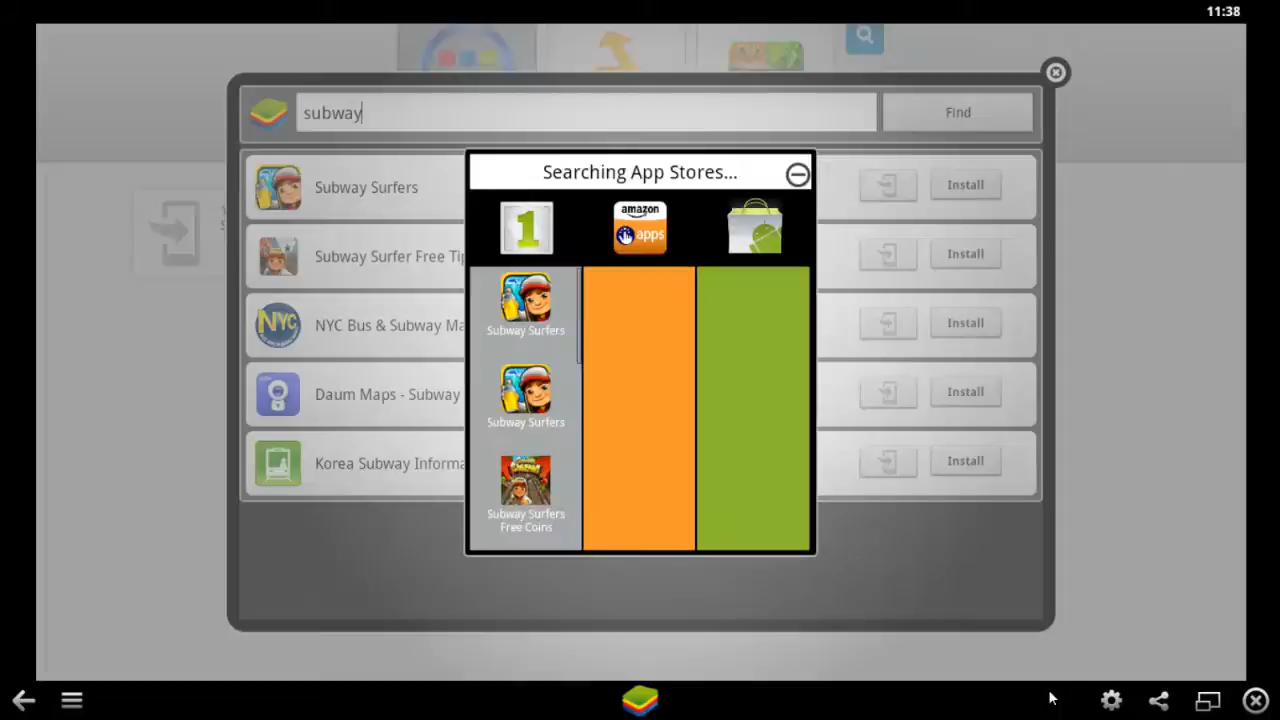 11:38
subway
Find
Searching App Stores...
1
amazon
apps
Subway Surfers
Install
Subway Surfer Free Tip
Install
NYC
NYC Bus & Subway Ma
Install
Daum Maps - Subway
Install
Korea Subway Informa
Install
Subway Surfers
Subway Surfers
Subway Surfers
Free Coins